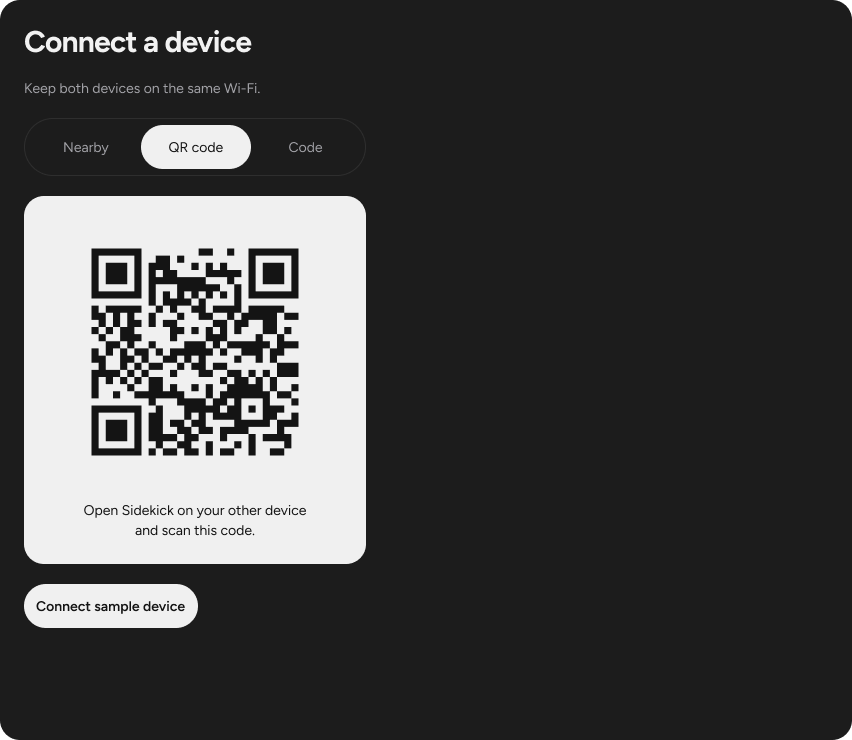 Connect a device
Keep both devices on the same Wi-Fi.
Nearby
QR code
Code
Open Sidekick on your other device
and scan this code.
Connect sample device